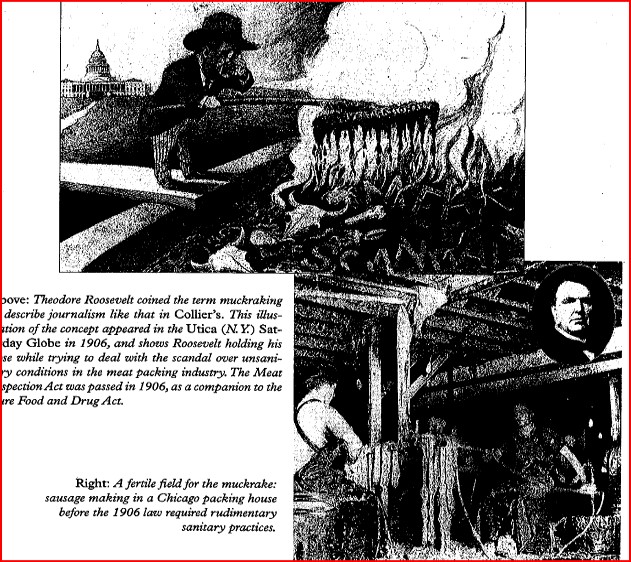 bove: Theodore Roosevelt coined the term muckraking
describe journalism like that in Collier's. This illus-
ation of the concept appeared in the Utica (N.Y.) Sat-
day Globe in 1906, and shows Roosevelt holding his
se while trying to deal with the scandal over unsani-
ry conditions in the meat packing industry. The Meat
spection Act was passed in 1906, as a companion to the
ure Food and Drug Act.
Right: A fertile field for the muckrake:
sausage making in a Chicago packing house
before the 1906 law required rudimentary
sanitary practices.